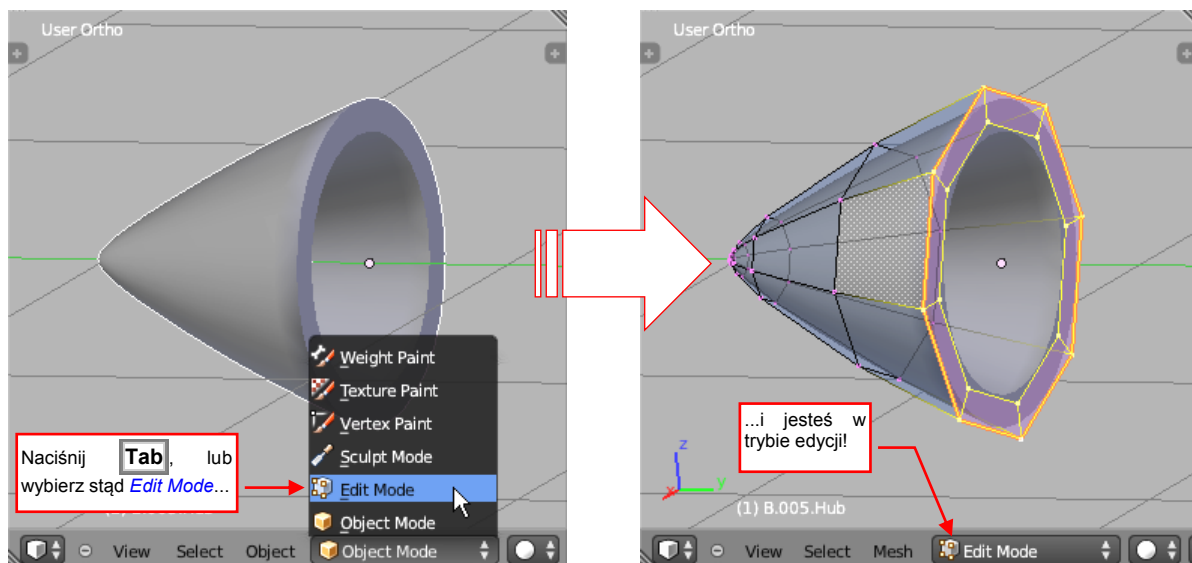 User Ortho
Weight Paint
Texture Paint
Vertex Paint
Sculpt Mode
Edit Mode
Object Mode
Naciśnij Tab, lub
wybierz stąd Edit Mode...
View Select Object Object Mode
User Ortho
...i jesteś w
trybie edycji!
z
y
x
(1) B.005.Hub
View Select Mesh Edit Mode